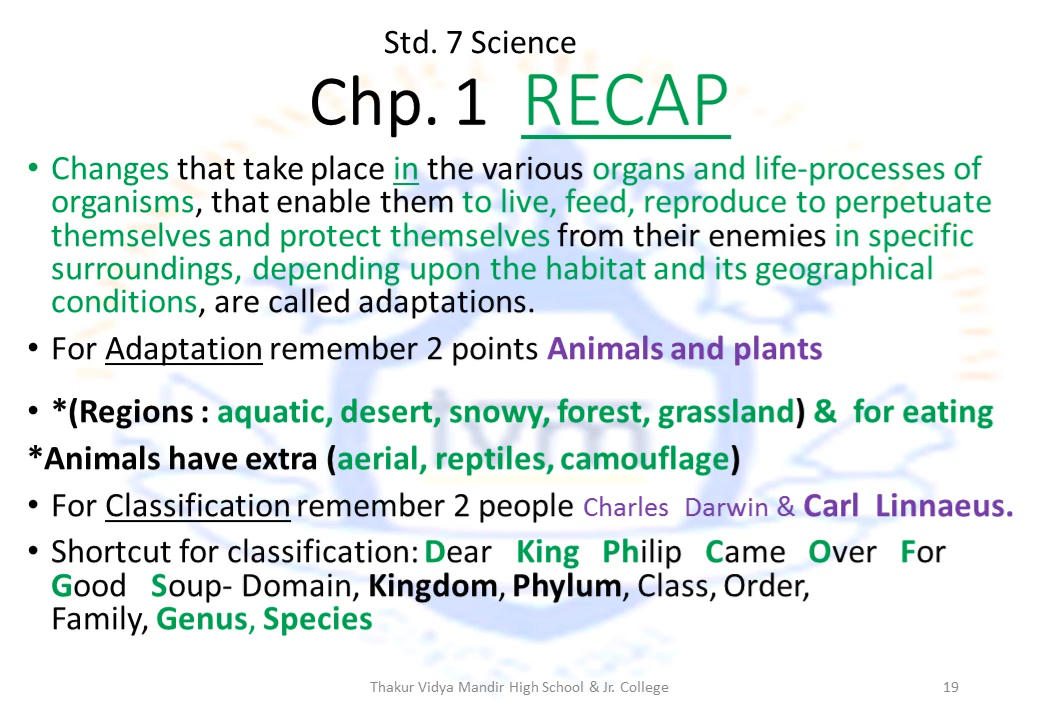 Std. 7 Science
Chp. 1 RECAP
• Changes that take place in the various organs and life-processes of
organisms, that enable them to live, feed, reproduce to perpetuate
themselves and protect themselves from their enemies in specific
surroundings, depending upon the habitat and its geographical
conditions, are called adaptations.
• For Adaptation remember 2 points Animals and plants
• *(Regions : aquatic, desert, snowy, forest, grassland) & for eating
*Animals have extra (aerial, reptiles, camouflage)
• For Classification remember 2 people Charles Darwin & Carl Linnaeus.
• Shortcut for classification: Dear King Philip Came Over For
Good Soup- Domain, Kingdom, Phylum, Class, Order,
Family, Genus, Species
Thakur Vidya Mandir High School & Jr. College 19